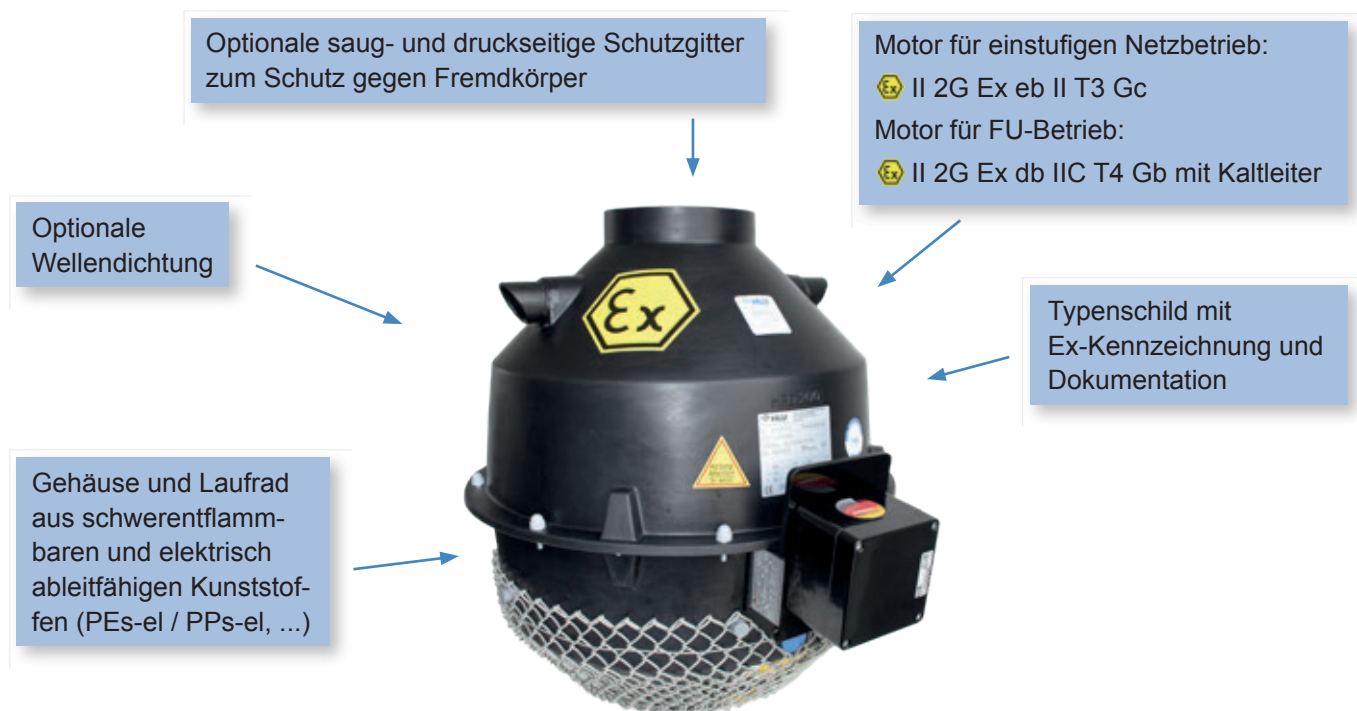 Optionale saug- und druckseitige Schutzgitter
zum Schutz gegen Fremdkörper
Motor für einstufigen Netzbetrieb:
Ex II 2G Ex eb II T3 Gc
Motor für FU-Betrieb:
Ex II 2G Ex db IIC T4 Gb mit Kaltleiter
Optionale
Wellendichtung
Ex
Typenschild mit
Ex-Kennzeichnung und
Dokumentation
Gehäuse und Laufrad
aus schwerentflamm-
baren und elektrisch
ableitfähigen Kunststof-
fen (PEs-el / PPs-el, ...)